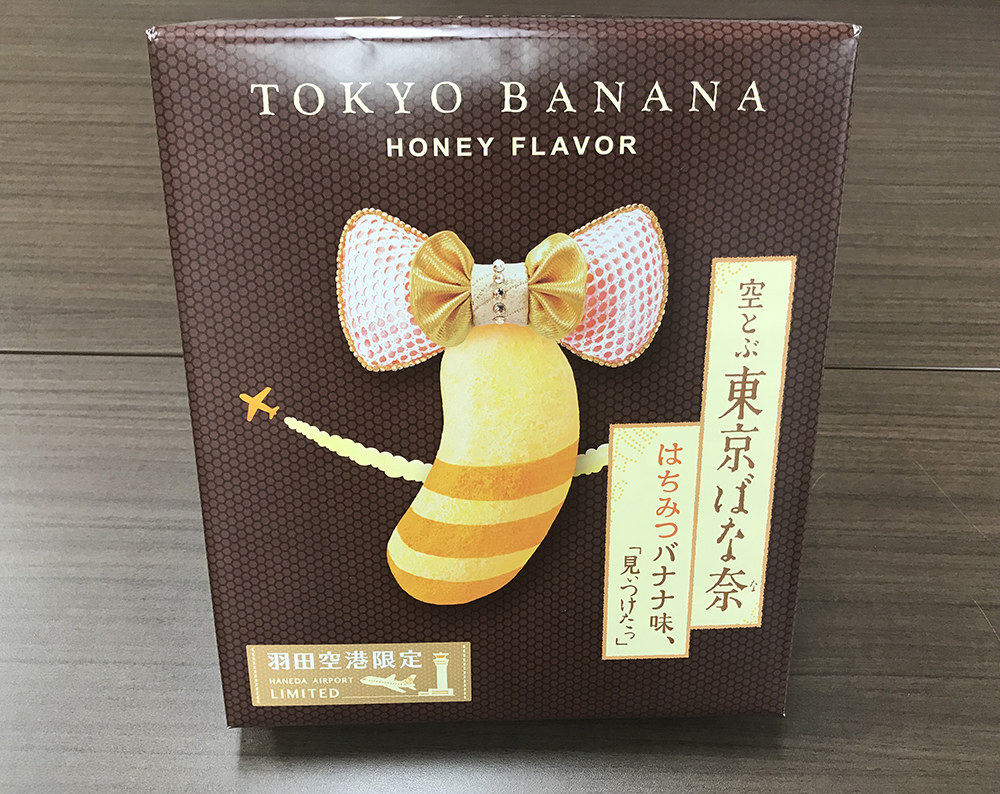 TOKYO BANANA
HONEY FLAVOR
空とぶ東京ばな奈
な
はちみつバナナ味、
「見ぃつけたっ」
羽田空港限定
HANEDA AIRPORT
LIMITED